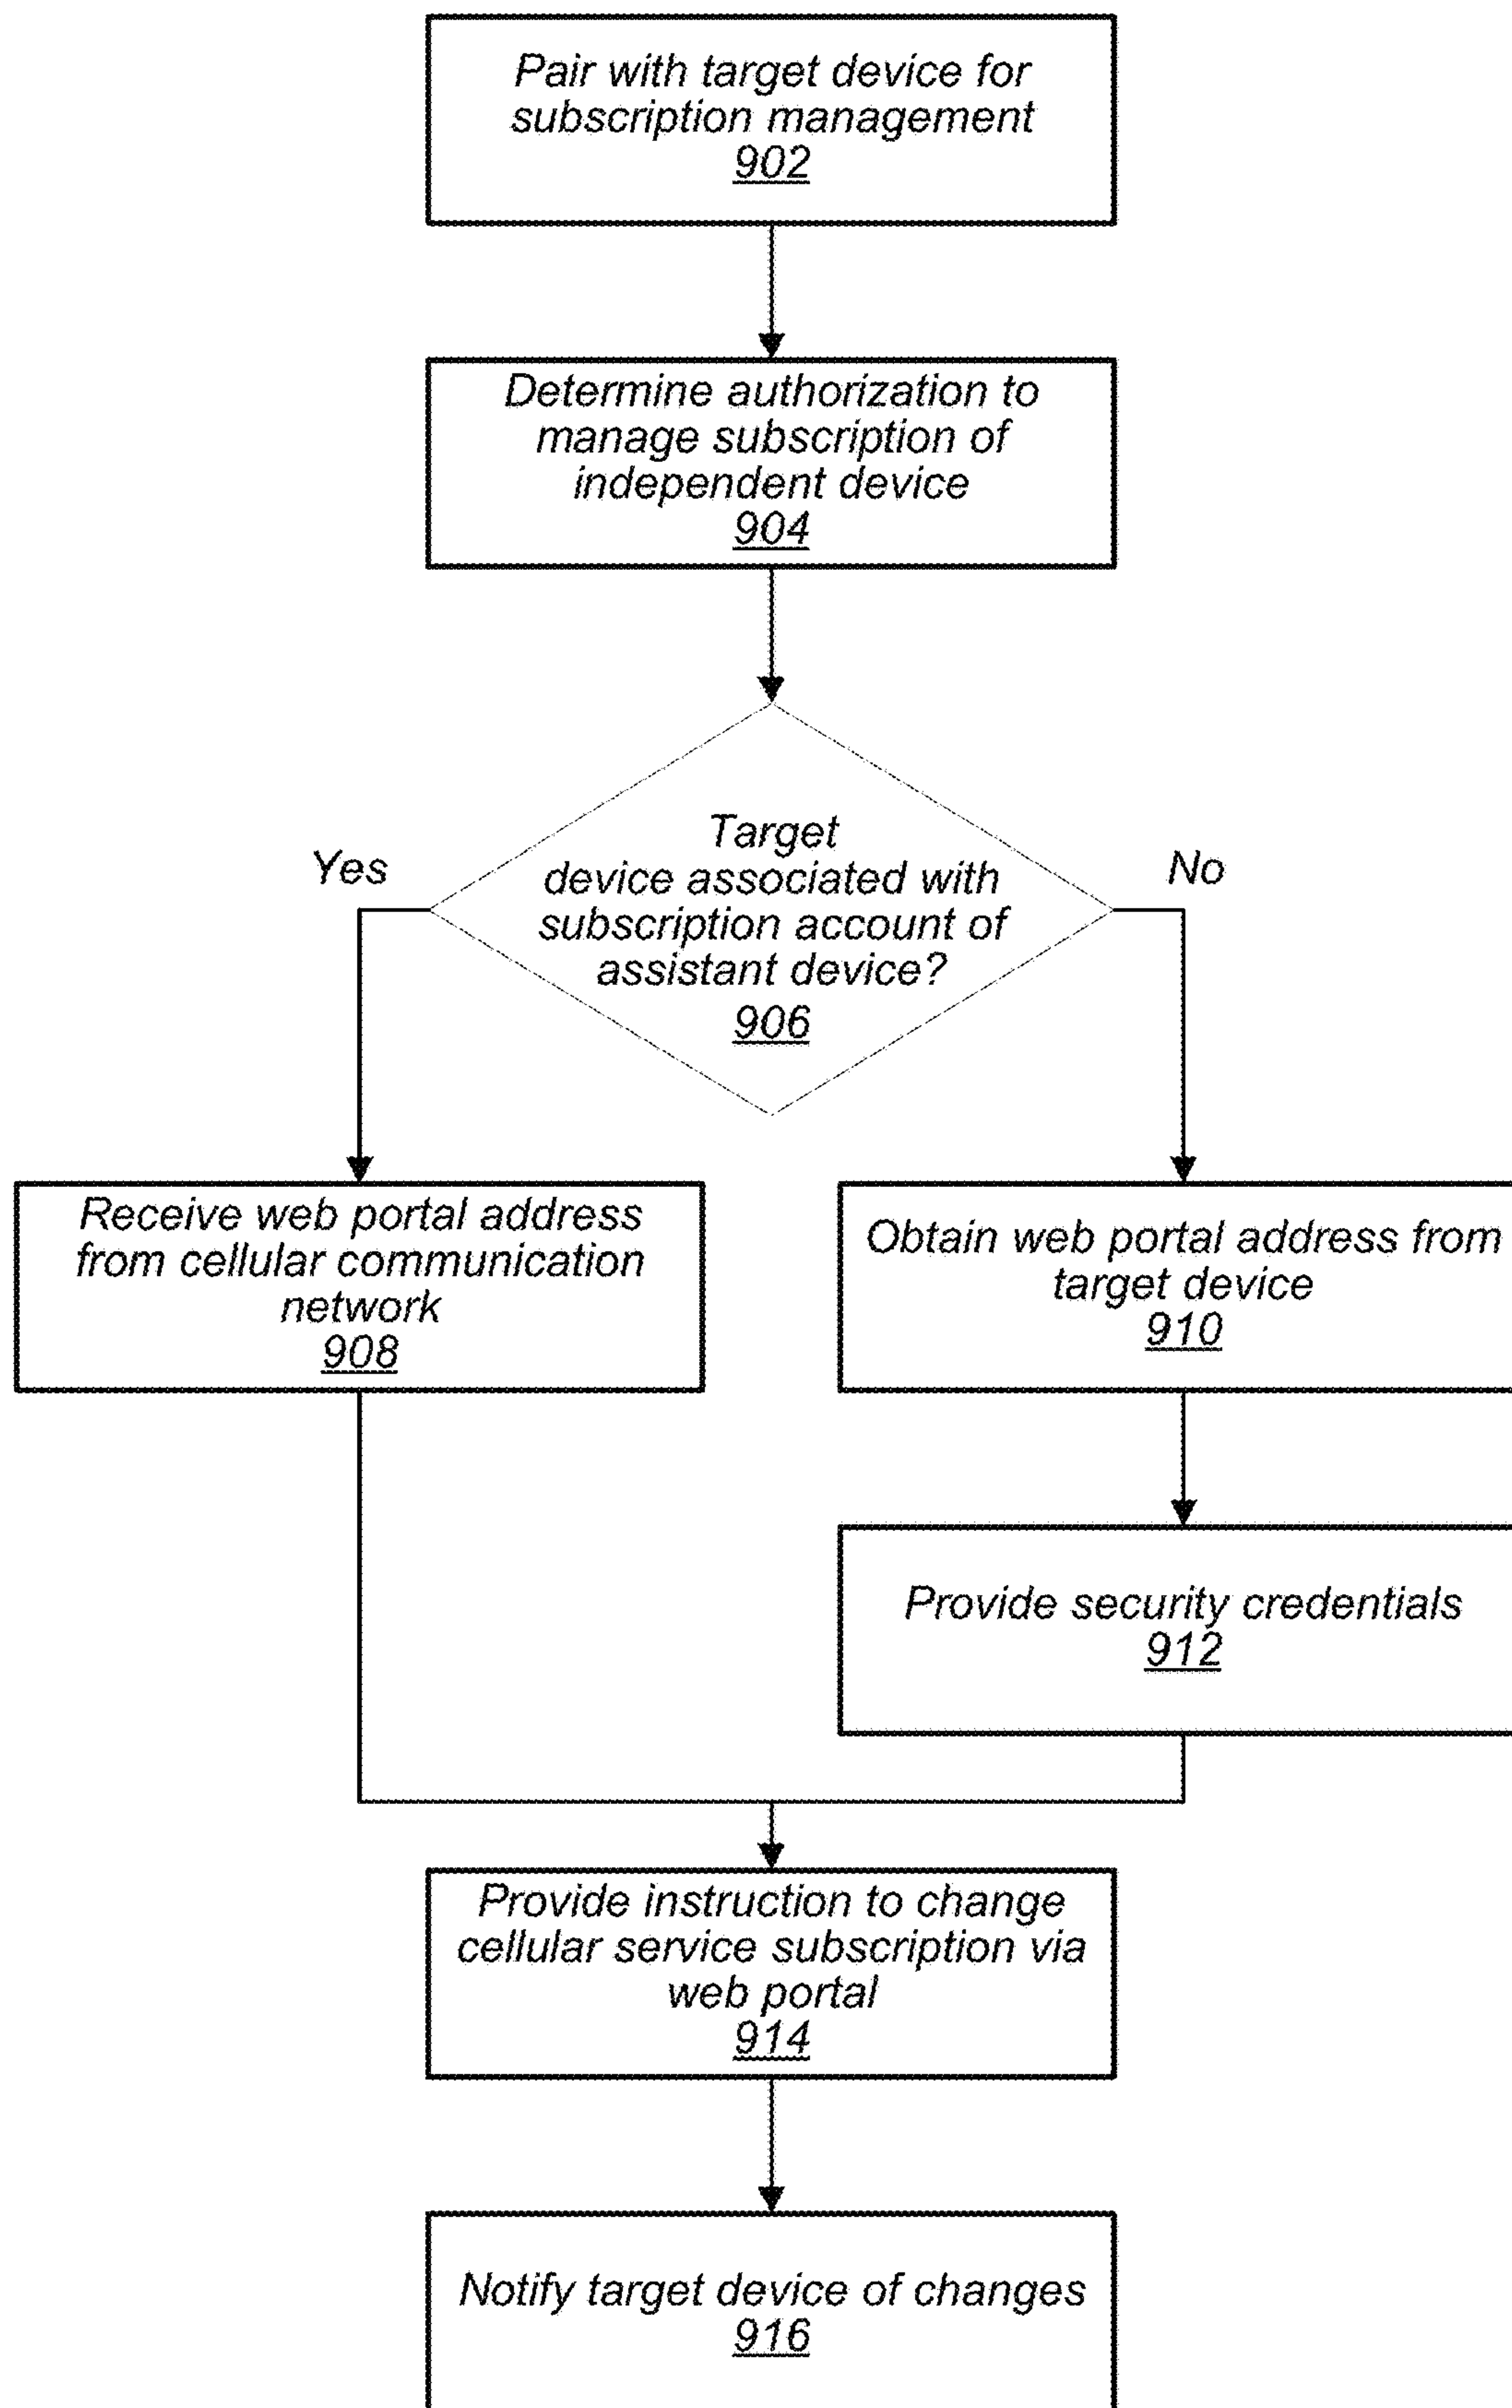 Pair with target device for
subscription management
902
Determine authorization to
manage subscription of
independent device
904
Target
device associated with
subscription account of
assistant device?
906
Yes
No
Receive web portal address
from cellular communication
network
908
Obtain web portal address from
target device
910
Provide security credentials
912
Provide instruction to change
cellular service subscription via
web portal
914
Notify target device of changes
916